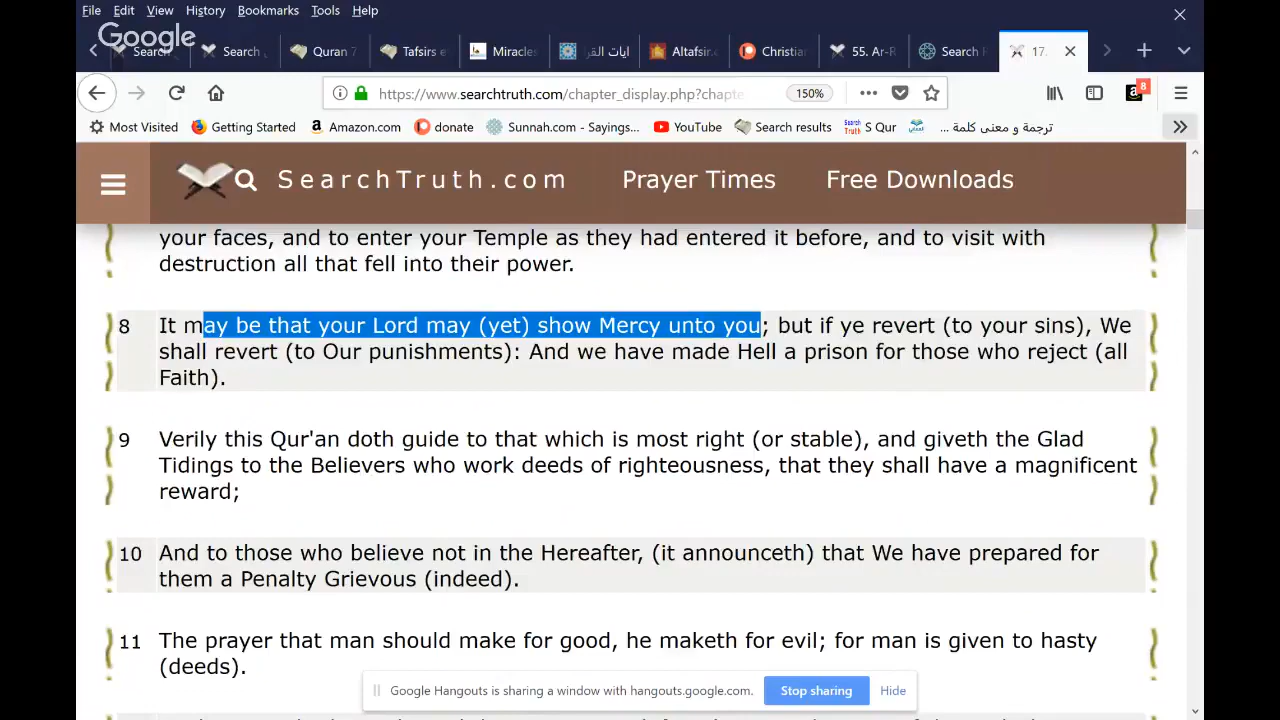 File Edit View History Bookmarks Tools Help
Google
Search Search Quran 7 Tafsirs e Miracles ايات القر Altafsir. Christian 55. Ar-R Search 17.
https://www.searchtruth.com/chapter_display.php?chapte 150%
8
Most Visited Getting Started Amazon.com donate Sunnah.com - Sayings... YouTube Search results S Qur ترجمة و معنى كلمة ...
SearchTruth.com Prayer Times Free Downloads
your faces, and to enter your Temple as they had entered it before, and to visit with
destruction all that fell into their power.
8 It may be that your Lord may (yet) show Mercy unto you; but if ye revert (to your sins), We
shall revert (to Our punishments): And we have made Hell a prison for those who reject (all
Faith).
9 Verily this Qur'an doth guide to that which is most right (or stable), and giveth the Glad
Tidings to the Believers who work deeds of righteousness, that they shall have a magnificent
reward;
10 And to those who believe not in the Hereafter, (it announceth) that We have prepared for
them a Penalty Grievous (indeed).
11 The prayer that man should make for good, he maketh for evil; for man is given to hasty
(deeds).
Google Hangouts is sharing a window with hangouts.google.com. Stop sharing Hide